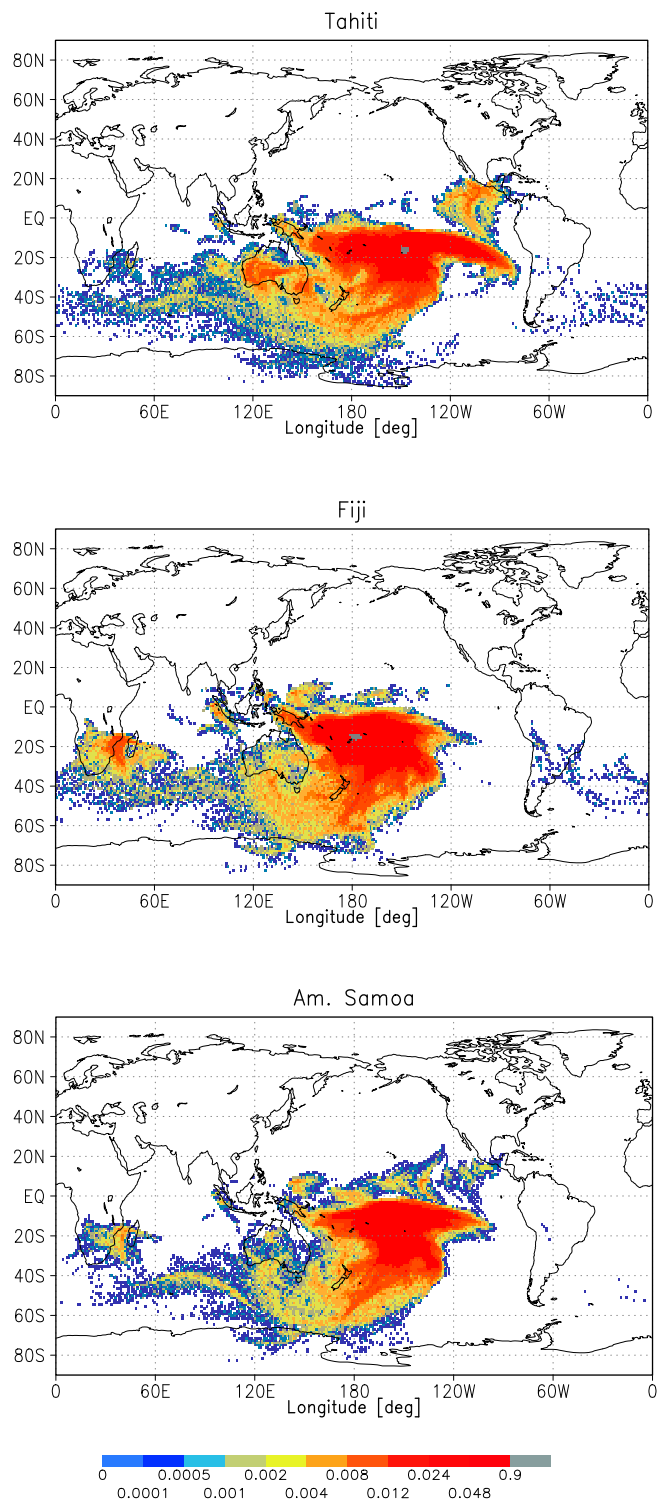 Tahiti
80N
60N
40N
20N
EQ
20S
40S
60S
80S
0 60E 120E 180 120W 60W 0
Longitude [deg]
Fiji
80N
60N
40N
20N
EQ
20S
40S
60S
80S
0 60E 120E 180 120W 60W 0
Longitude [deg]
Am. Samoa
80N
60N
40N
20N
EQ
20S
40S
60S
80S
0 60E 120E 180 120W 60W 0
Longitude [deg]
0 0.0005 0.002 0.008 0.024 0.9
0.0001 0.001 0.004 0.012 0.048